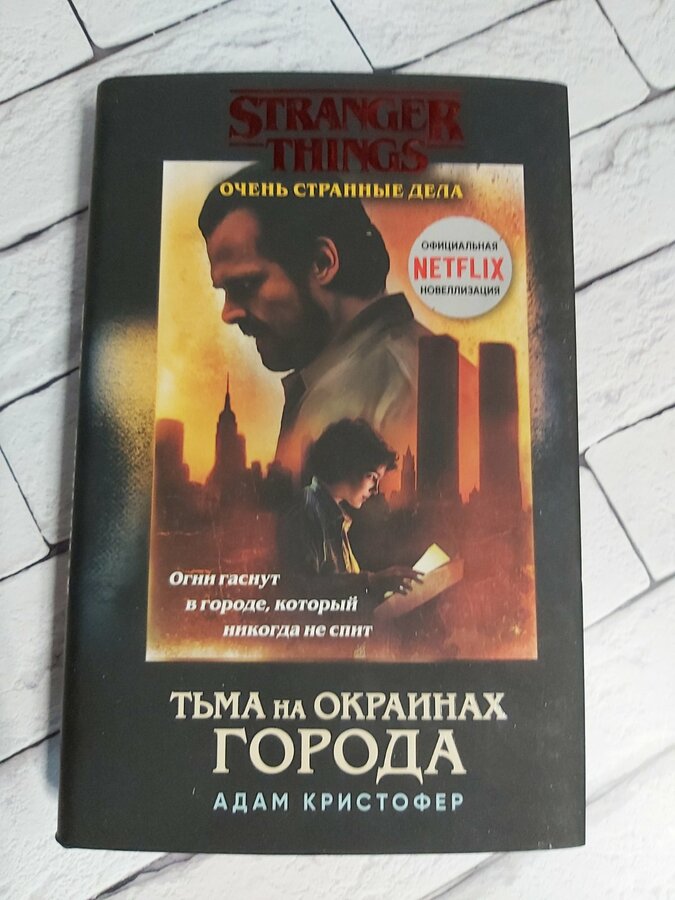 STRANGER
THINGS
ОЧЕНЬ СТРАННЫЕ ДЕЛА
ОФИЦИАЛЬНАЯ
NETFLIX
НОВЕЛЛИЗАЦИЯ
Огни гаснут
в городе, который
никогда не спит
ТЬМА НА ОКРАИНАХ
ГОРОДА
АДАМ КРИСТОФЕР